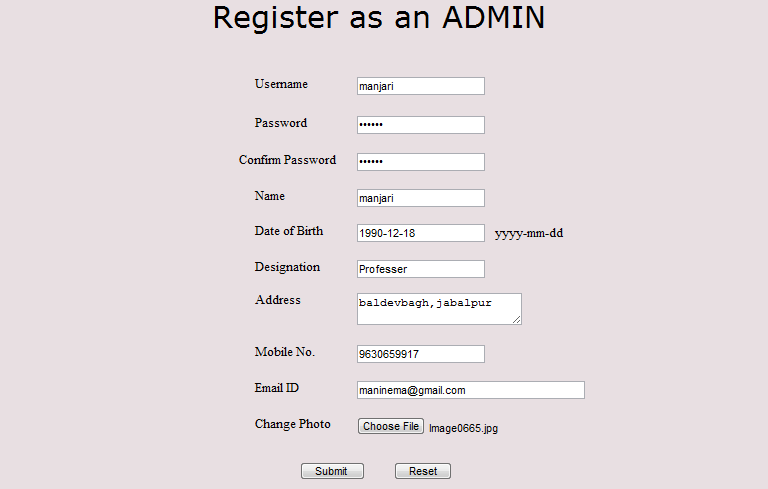 Register as an ADMIN
Username manjari
Password ••••••
Confirm Password ••••••
Name manjari
Date of Birth 1990-12-18 yyyy-mm-dd
Designation Professer
Address baldevbagh,jabalpur
Mobile No. 9630659917
Email ID maninema@gmail.com
Change Photo Choose File Image0665.jpg
Submit Reset